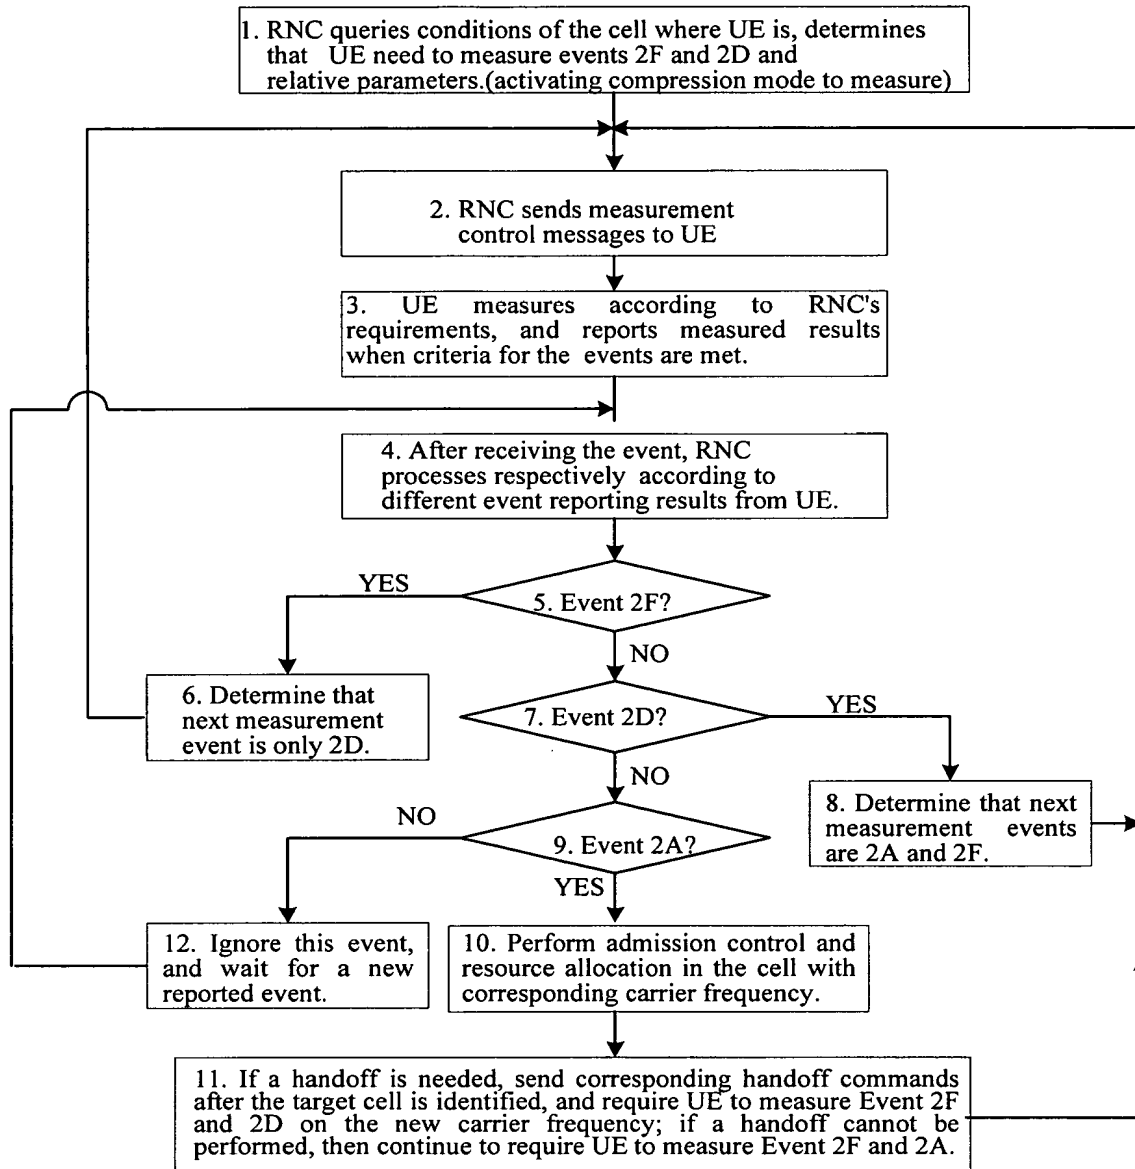 1. RNC queries conditions of the cell where UE is, determines
that UE need to measure events 2F and 2D and
relative parameters.(activating compression mode to measure)
2. RNC sends measurement
control messages to UE
3. UE measures according to RNC's
requirements, and reports measured results
when criteria for the events are met.
4. After receiving the event, RNC
processes respectively according to
different event reporting results from UE.
YES
5. Event 2F?
NO
6. Determine that
next measurement
event is only 2D.
7. Event 2D?
YES
NO
8. Determine that next
measurement events
are 2A and 2F.
NO
9. Event 2A?
YES
12. Ignore this event,
and wait for a new
reported event.
10. Perform admission control and
resource allocation in the cell with
corresponding carrier frequency.
11. If a handoff is needed, send corresponding handoff commands
after the target cell is identified, and require UE to measure Event 2F
and 2D on the new carrier frequency; if a handoff cannot be
performed, then continue to require UE to measure Event 2F and 2A.